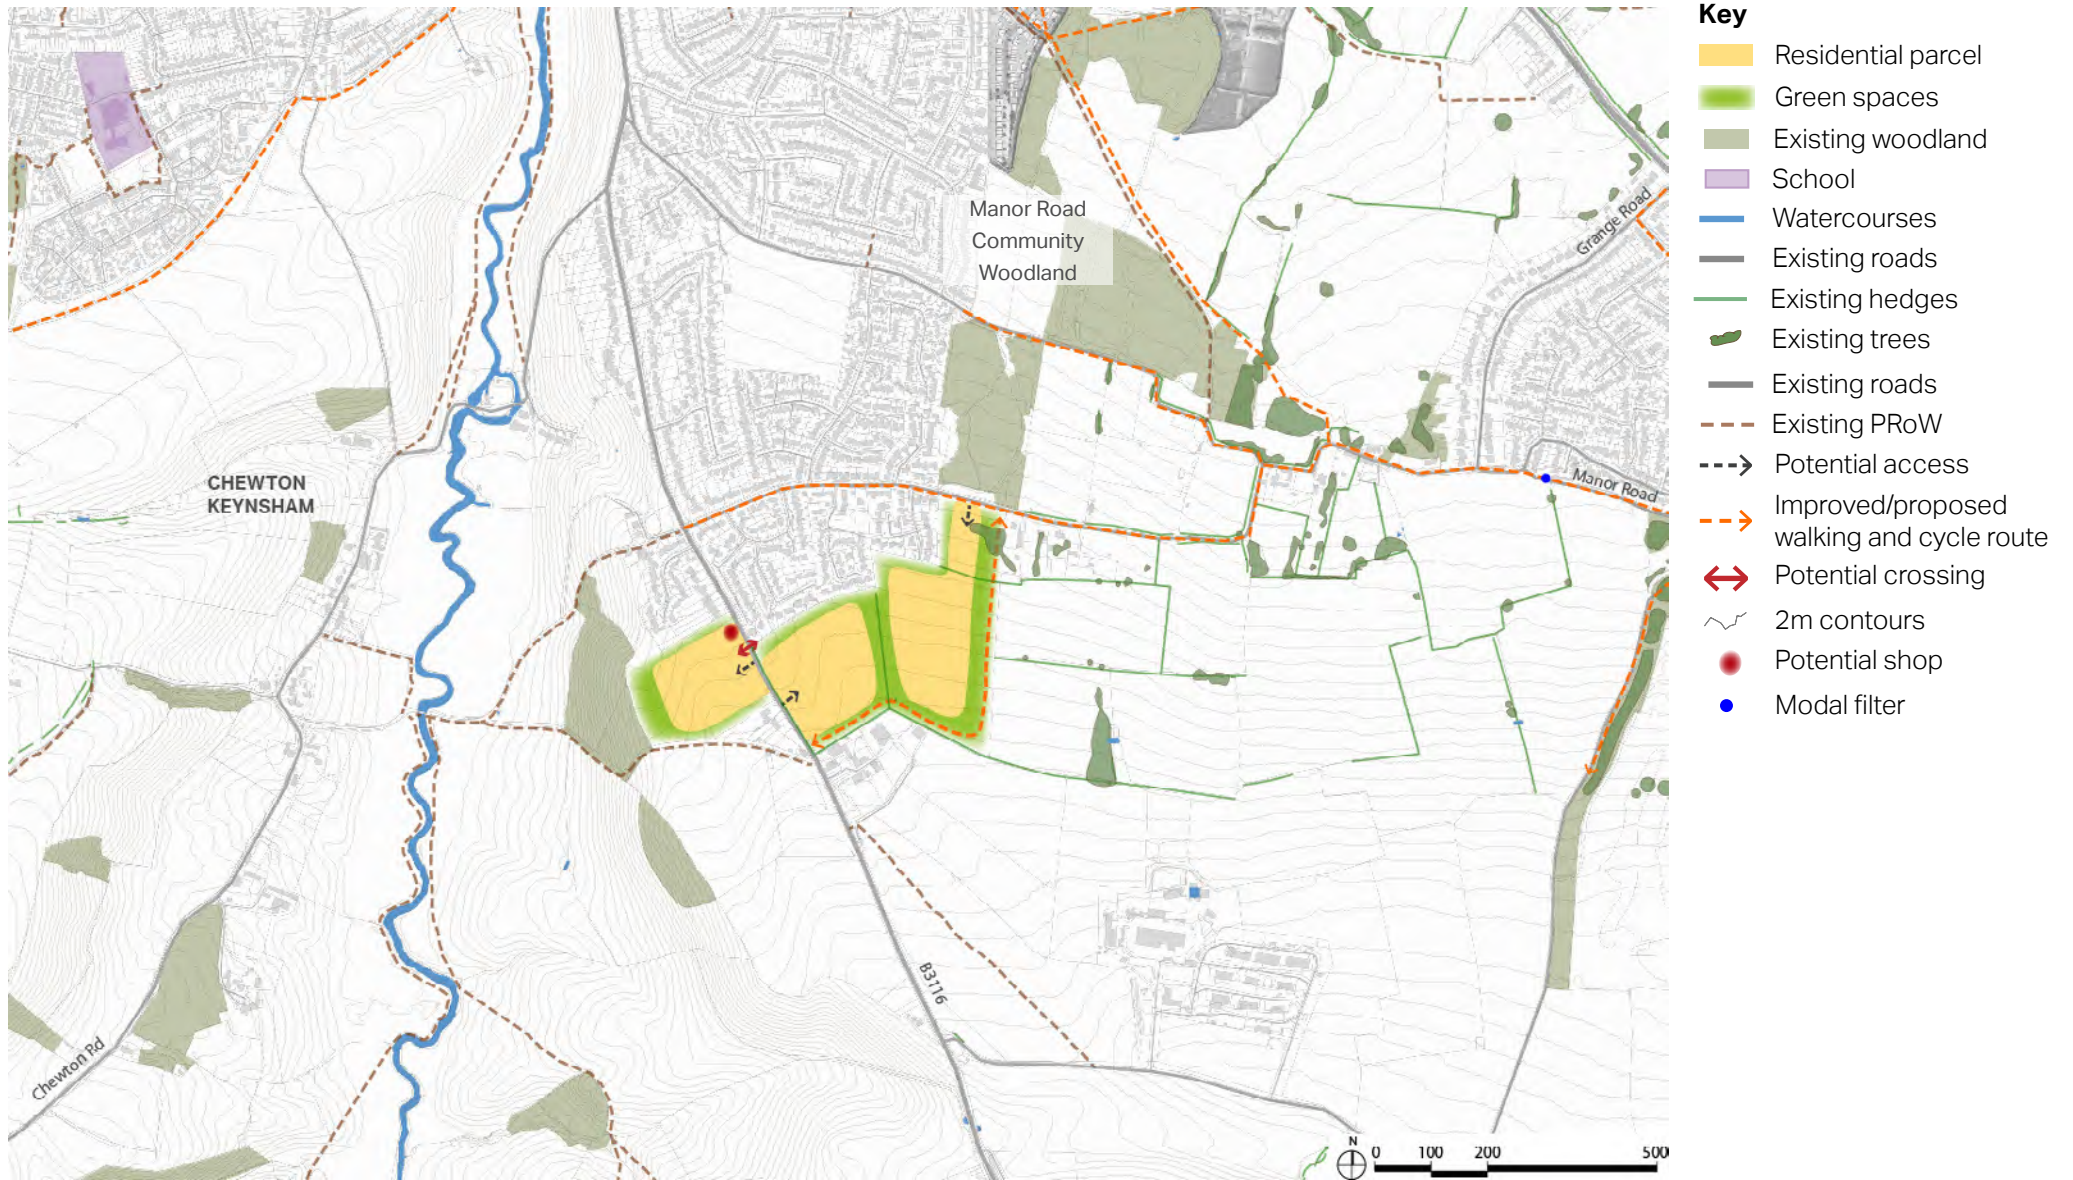 Key
Residential parcel
Green spaces
Existing woodland
School
Watercourses
Existing roads
Existing hedges
Existing trees
Existing roads
Existing PRoW
Potential access
Improved/proposed
walking and cycle route
Potential crossing
2m contours
Potential shop
Modal filter
Manor Road
Community
Woodland
Grange Road
CHEWTON
KEYNSHAM
Manor Road
B3116
Chewton Rd
N
0 100 200 500